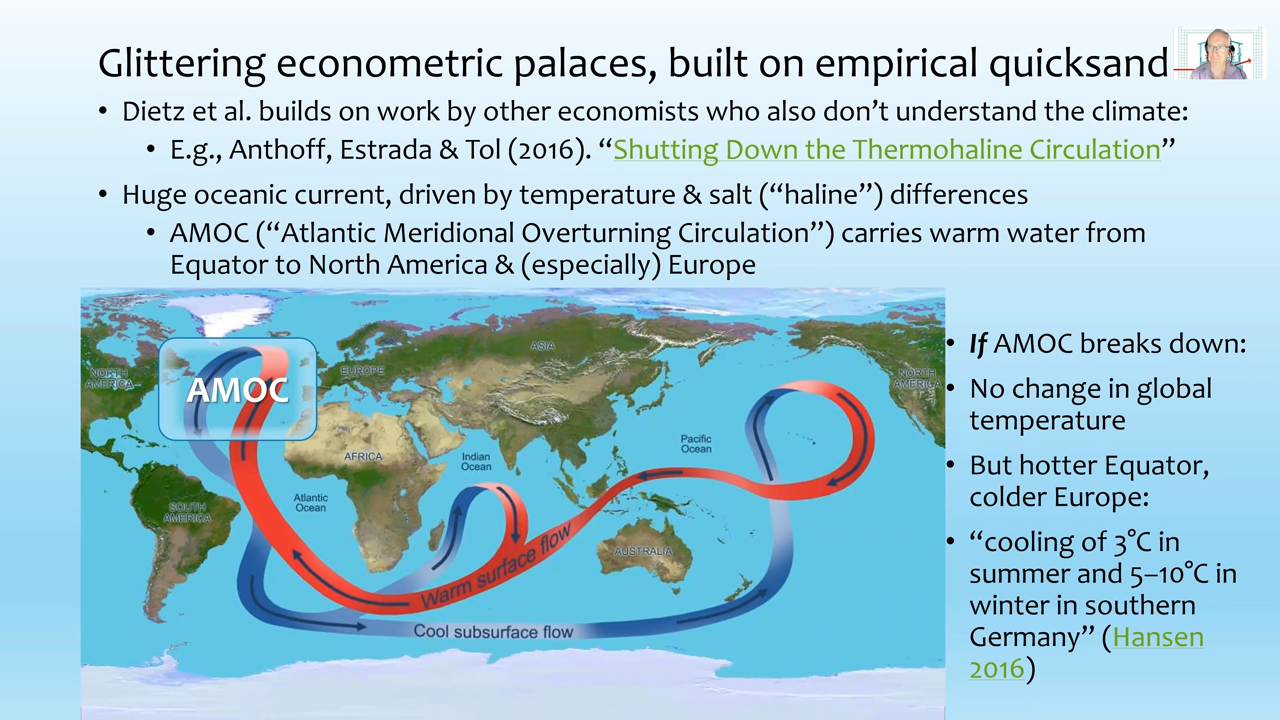 Glittering econometric palaces, built on empirical quicksand
• Dietz et al. builds on work by other economists who also don’t understand the climate:
• E.g., Anthoff, Estrada & Tol (2016). “Shutting Down the Thermohaline Circulation”
• Huge oceanic current, driven by temperature & salt (“haline”) differences
• AMOC (“Atlantic Meridional Overturning Circulation”) carries warm water from
Equator to North America & (especially) Europe
NORTH
AMERICA
AMOC
EUROPE
ASIA
NORTH
AMERICA
AFRICA
Indian
Ocean
Pacific
Ocean
Atlantic
Ocean
SOUTH
AMERICA
AUSTRALIA
Warm surface flow
Cool subsurface flow
• If AMOC breaks down:
• No change in global
temperature
• But hotter Equator,
colder Europe:
• “cooling of 3°C in
summer and 5–10°C in
winter in southern
Germany” (Hansen
2016)